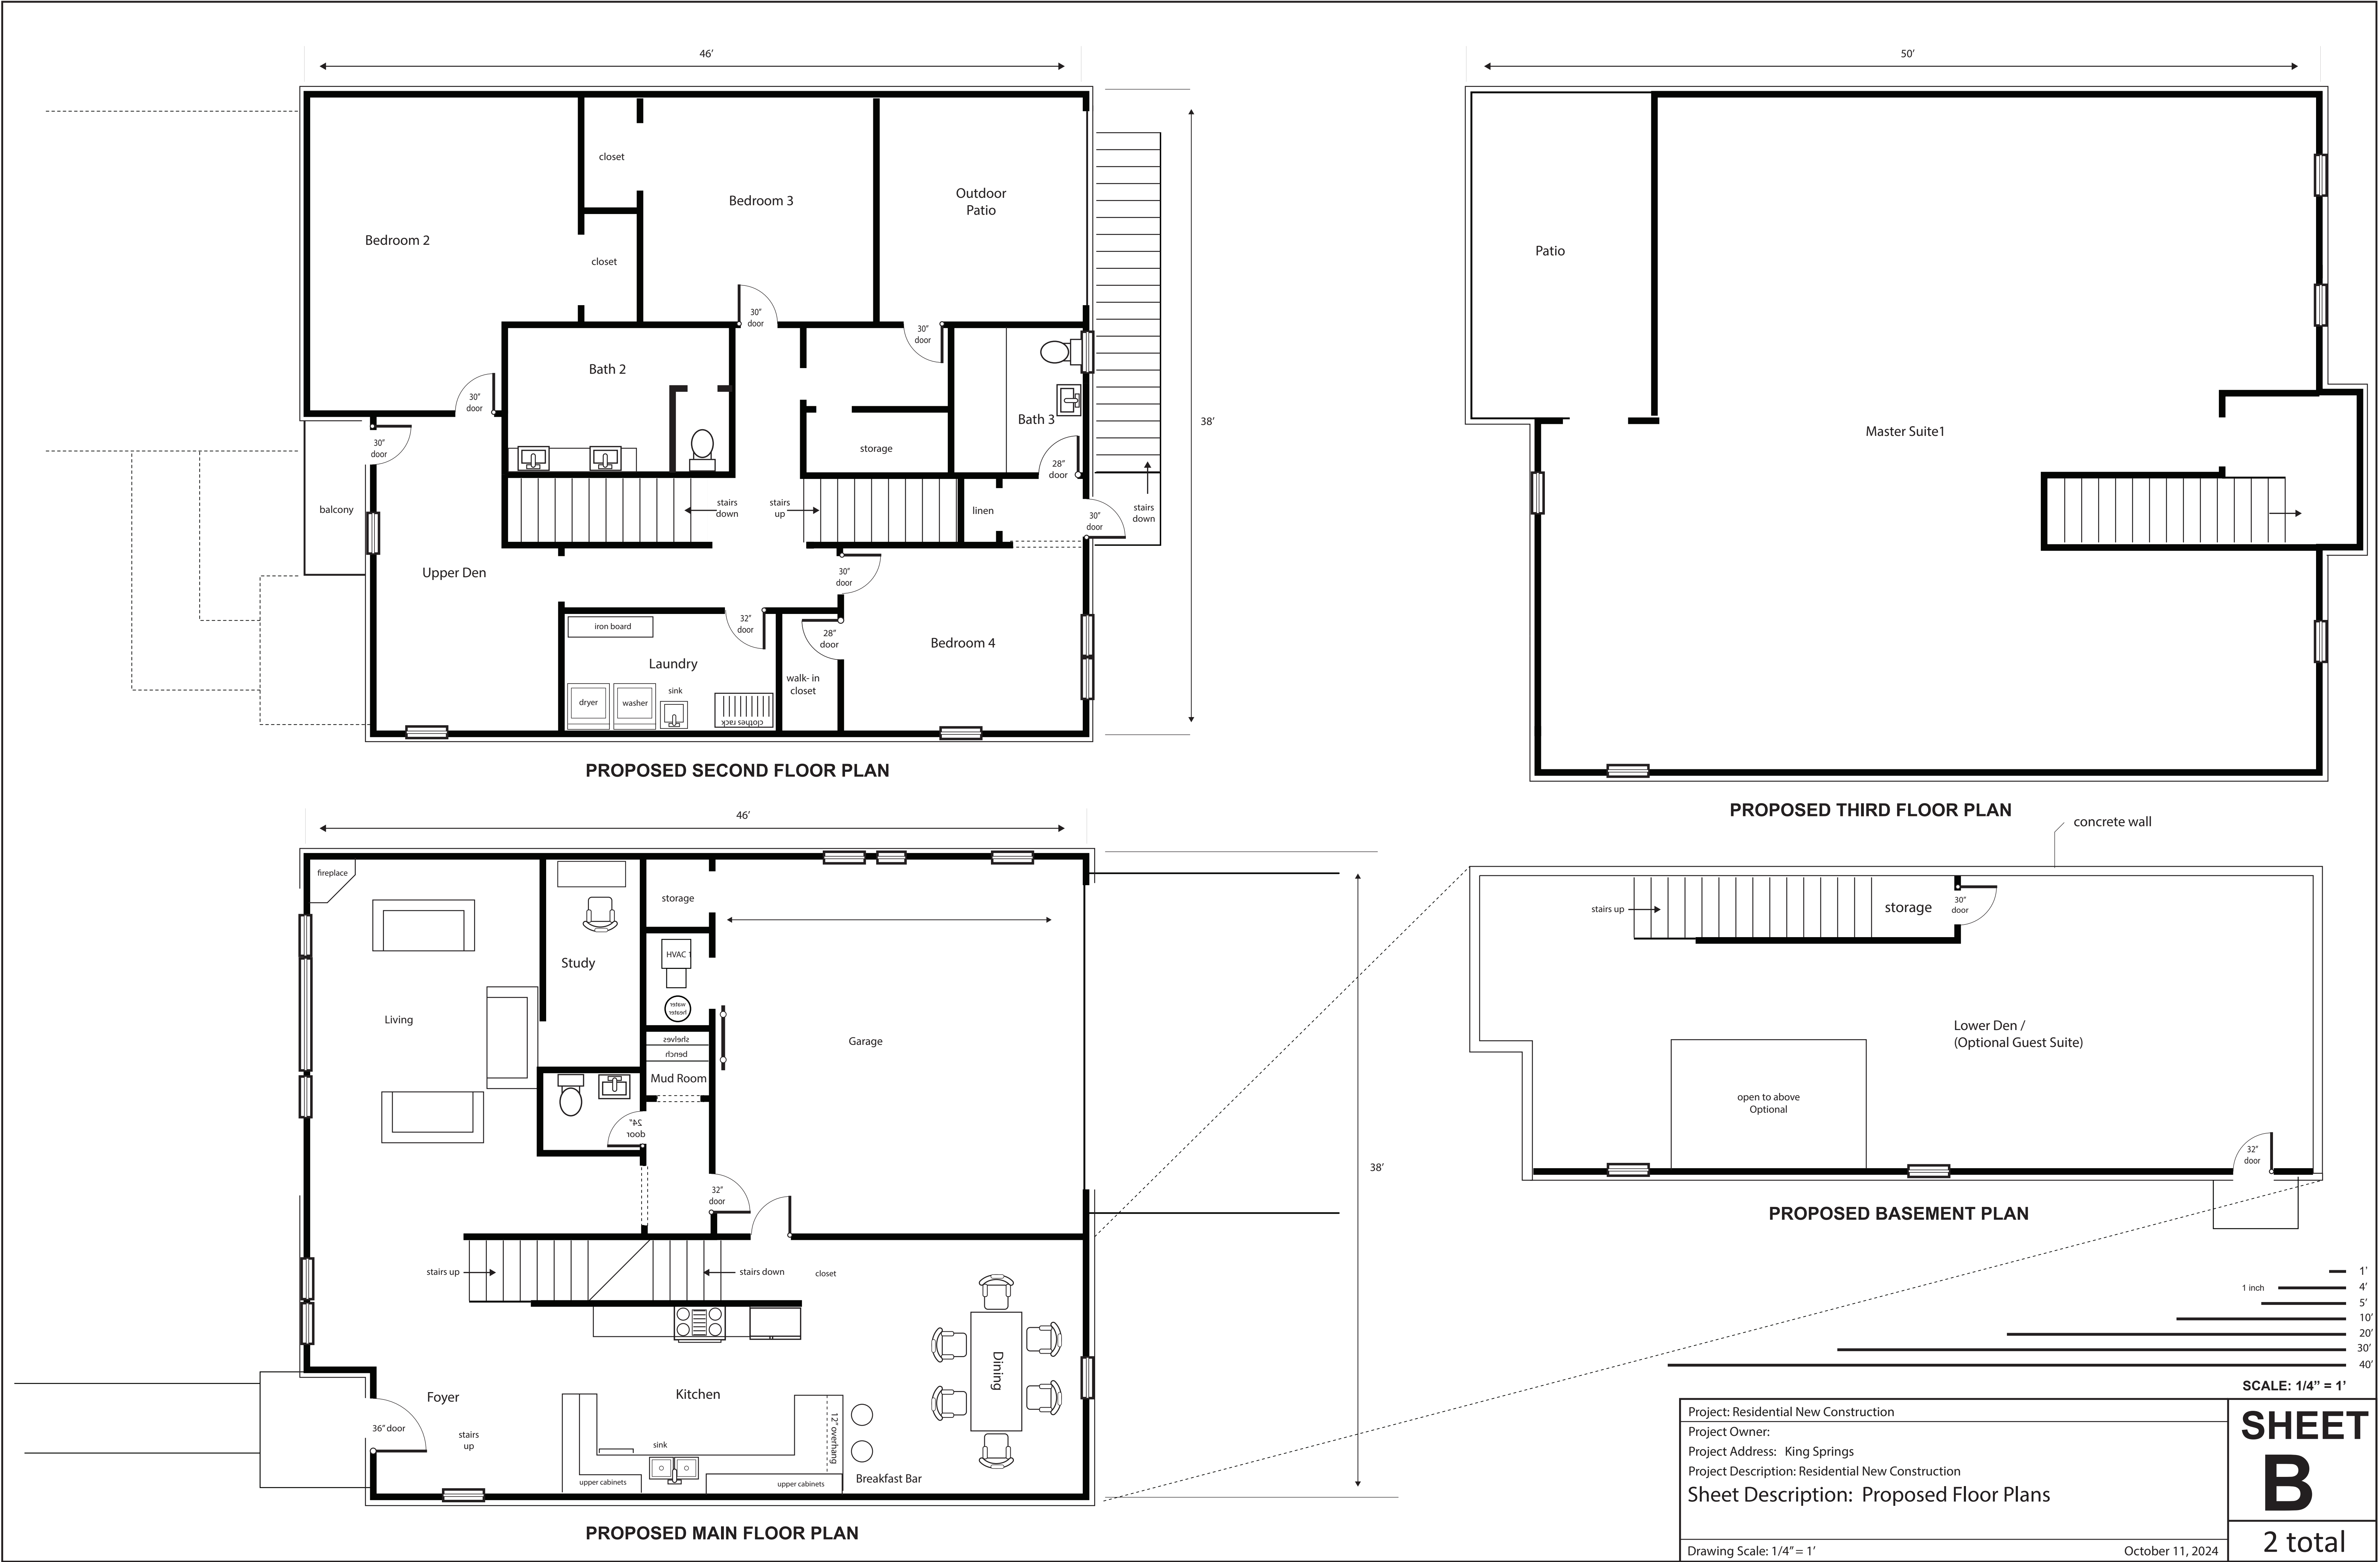 46’
closet
Bedroom 3
Outdoor
Patio
Bedroom 2
closet
38’
30”
door
30”
door
Bath 2
30”
door
Bath 3
30”
door
storage
28”
door
balcony
stairs
down
stairs
up
linen
30”
door
stairs
down
Upper Den
30”
door
iron board
32”
door
28”
door
Bedroom 4
Laundry
walk- in
closet
dryer
washer
sink
clothes rack
PROPOSED SECOND FLOOR PLAN
50’
Patio
Master Suite1
PROPOSED THIRD FLOOR PLAN
46’
fireplace
storage
Study
HVAC 1
water
heater
Living
shelves
bench
Mud Room
Garage
24"
door
38’
32”
door
stairs up
stairs down
closet
Foyer
Kitchen
Dining
36” door
stairs
up
sink
12” overhang
upper cabinets
upper cabinets
Breakfast Bar
PROPOSED MAIN FLOOR PLAN
concrete wall
stairs up
storage
30”
door
Lower Den /
(Optional Guest Suite)
open to above
Optional
32”
door
PROPOSED BASEMENT PLAN
1’
1 inch
4’
5’
10’
20’
30’
40’
SCALE: 1/4” = 1’
Project: Residential New Construction
Project Owner:
Project Address: King Springs
Project Description: Residential New Construction
Sheet Description: Proposed Floor Plans
Drawing Scale: 1/4” = 1’
October 11, 2024
SHEET
B
2 total